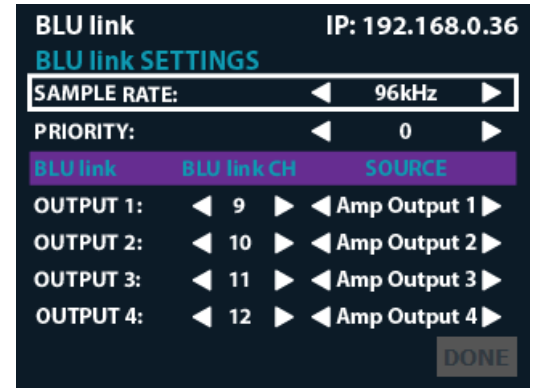 BLU link IP: 192.168.0.36
BLU link SETTINGS
SAMPLE RATE: 96kHz
PRIORITY: 0
BLU link BLU link CH SOURCE
OUTPUT 1: 9 Amp Output 1
OUTPUT 2: 10 Amp Output 2
OUTPUT 3: 11 Amp Output 3
OUTPUT 4: 12 Amp Output 4
DONE